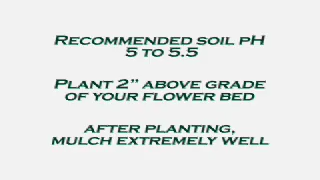 Recommended soil pH
5 to 5.5
Plant 2” above grade
of your flower bed
after planting,
mulch extremely well